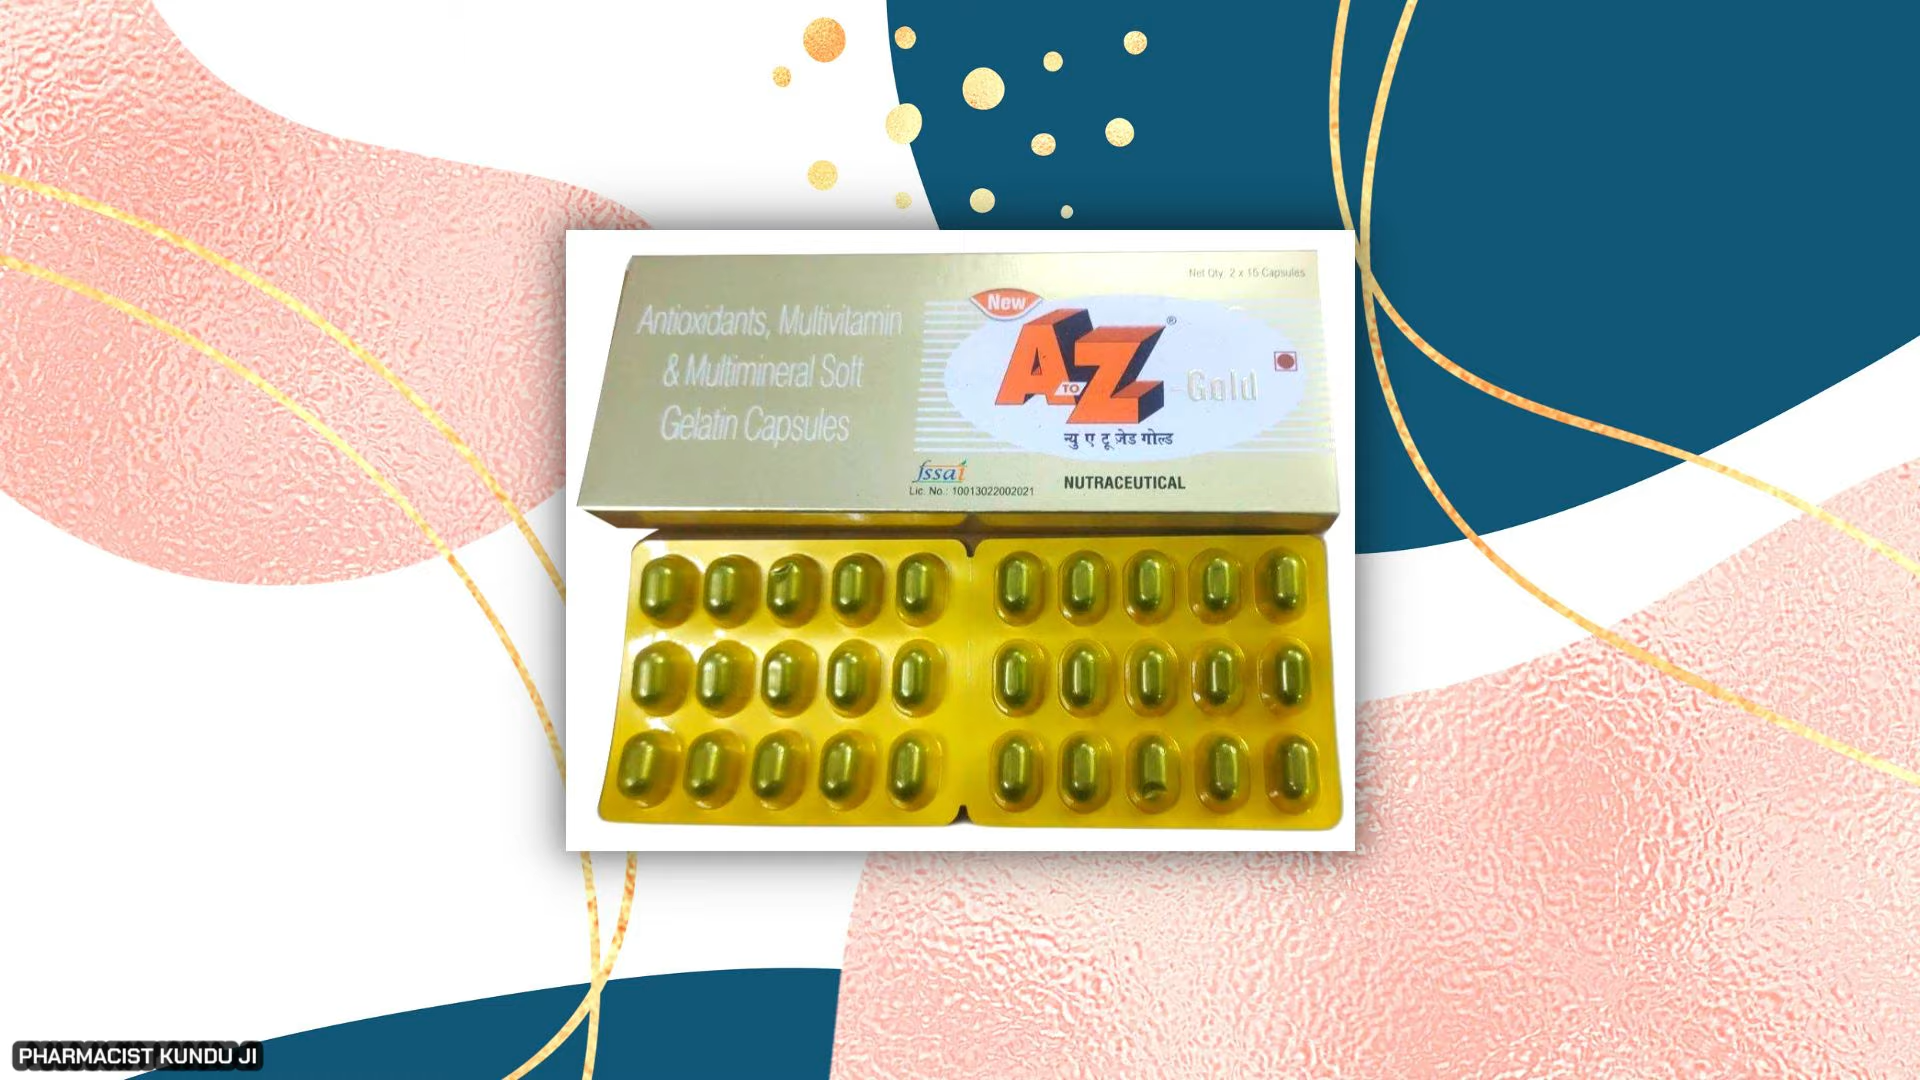 Net Qty: 2 x 15 Capsules
Antioxidants, Multivitamin
& Multimineral Soft
Gelatin Capsules
New
A TO Z ® Gold
न्यु ए टू ज़ेड गोल्ड
fssai
Lic. No.: 10013022002021
NUTRACEUTICAL
PHARMACIST KUNDU JI